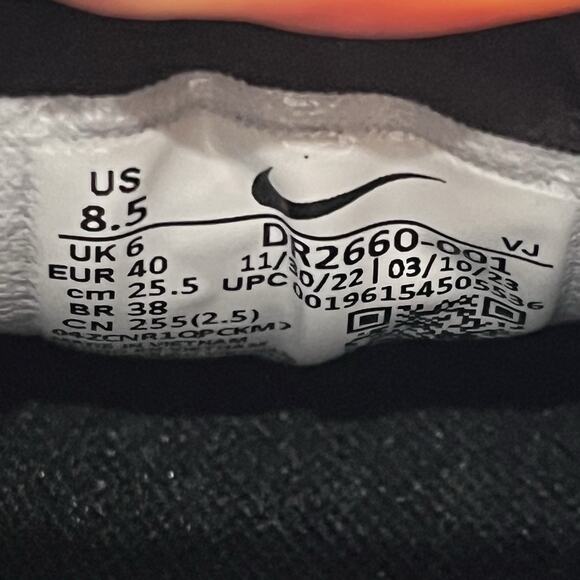 US
8.5
UK 6
EUR 40
cm 25.5
BR 38
CN 255(2.5)
DR2660-001 VJ
11/30/22 | 03/10/23
UPC